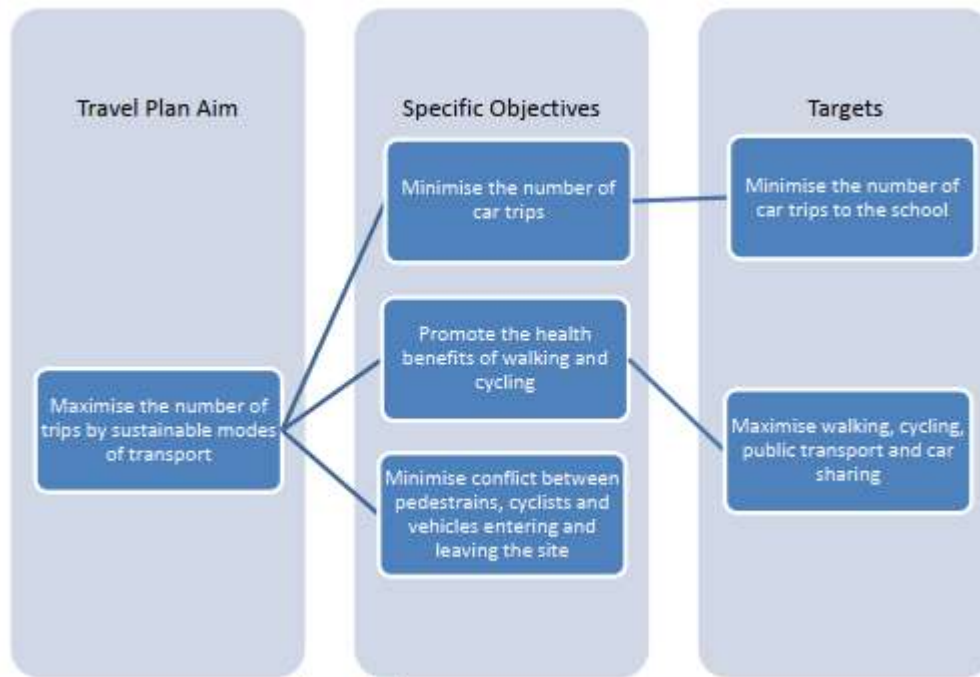 Travel Plan Aim
Maximise the number of
trips by sustainable modes
of transport
Specific Objectives
Minimise the number of
car trips
Promote the health
benefits of walking and
cycling
Minimise conflict between
pedestrains, cyclists and
vehicles entering and
leaving the site
Targets
Minimise the number of
car trips to the school
Maximise walking, cycling,
public transport and car
sharing